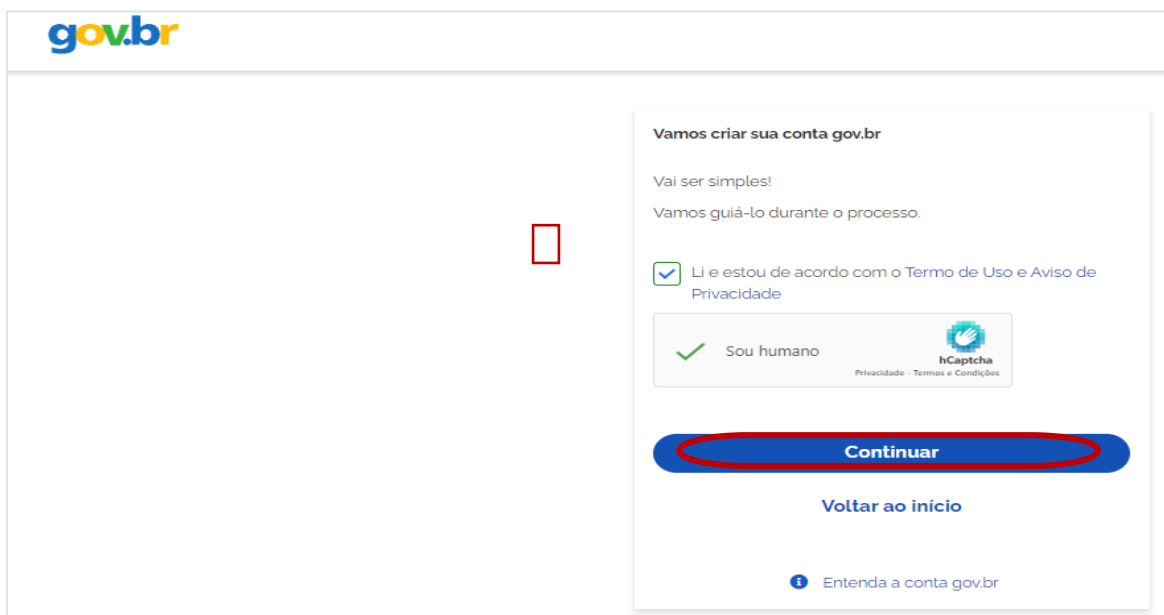 gov.br
Vamos criar sua conta gov.br
Vai ser simples!
Vamos guiá-lo durante o processo.
Li e estou de acordo com o Termo de Uso e Aviso de
Privacidade
Sou humano
hCaptcha
Privacidade - Termos e Condições
Continuar
Voltar ao início
Entenda a conta gov.br